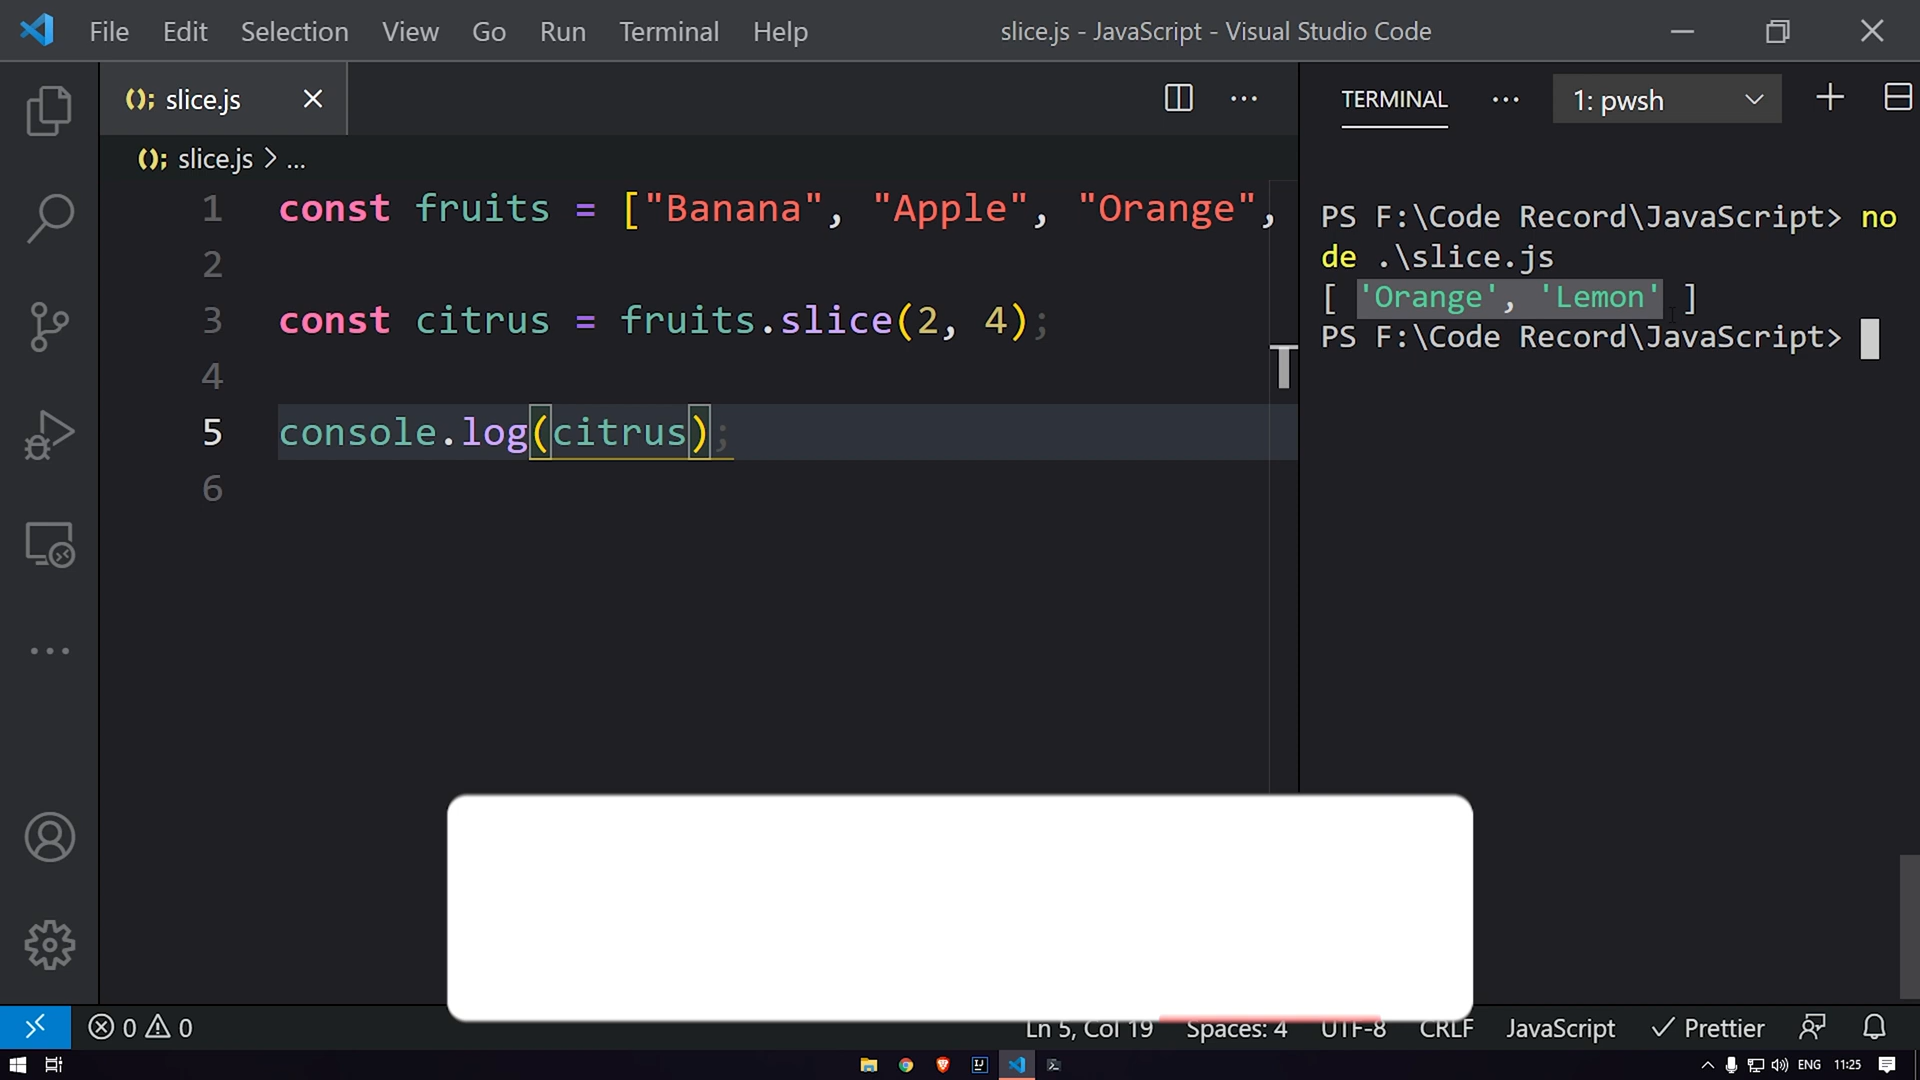 File Edit Selection View Go Run Terminal Help slice.js - JavaScript - Visual Studio Code
slice.js
TERMINAL 1: pwsh
slice.js > ...
1 const fruits = ["Banana", "Apple", "Orange",
2
3 const citrus = fruits.slice(2, 4);
4
5 console.log(citrus);
6
PS F:\Code Record\JavaScript> no
de .\slice.js
[ 'Orange', 'Lemon' ]
PS F:\Code Record\JavaScript>
0 0 Ln 5, Col 19 Spaces: 4 UTF-8 CRLF JavaScript Prettier
ENG 11:25